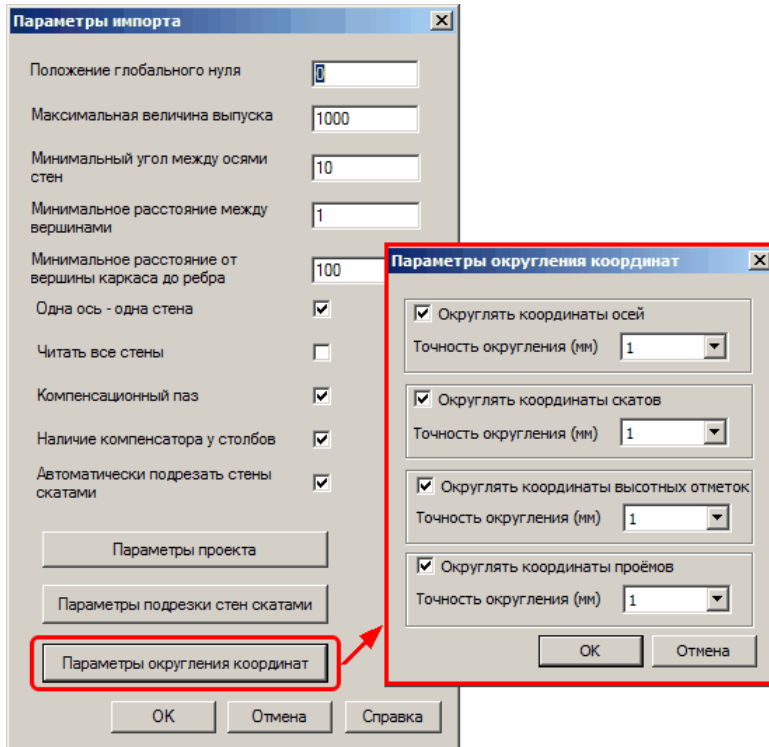 Параметры импорта
Положение глобального нуля
0
Максимальная величина выпуска
1000
Минимальный угол между осями
стен
10
Минимальное расстояние между
вершинами
1
Минимальное расстояние от
вершины каркаса до ребра
100
Одна ось - одна стена
Читать все стены
Компенсационный паз
Наличие компенсатора у столбов
Автоматически подрезать стены
скатами
Параметры проекта
Параметры подрезки стен скатами
Параметры округления координат
OK
Отмена
Справка
Параметры округления координат
Округлять координаты осей
Точность округления (мм)
1
Округлять координаты скатов
Точность округления (мм)
1
Округлять координаты высотных отметок
Точность округления (мм)
1
Округлять координаты проёмов
Точность округления (мм)
1
OK
Отмена